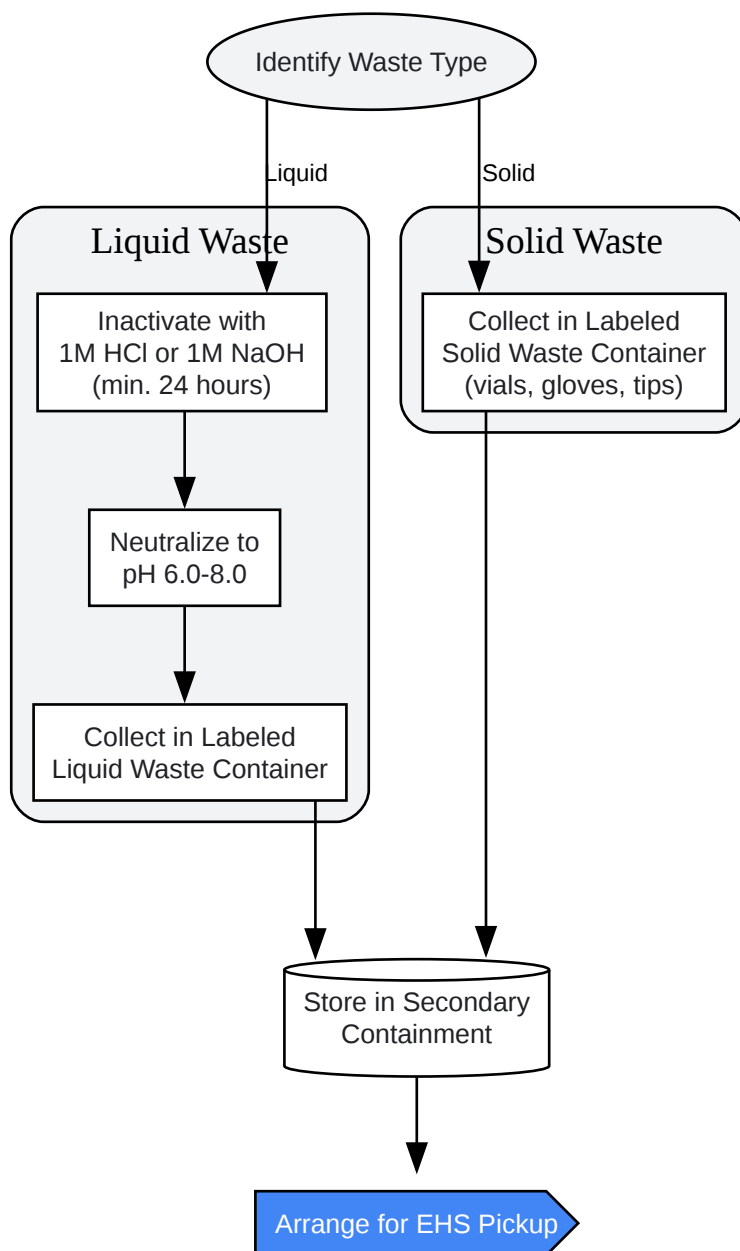 Identify Waste Type
Liquid
Solid
Liquid Waste
Inactivate with
1M HCl or 1M NaOH
(min. 24 hours)
Neutralize to
pH 6.0-8.0
Collect in Labeled
Liquid Waste Container
Solid Waste
Collect in Labeled
Solid Waste Container
(vials, gloves, tips)
Store in Secondary
Containment
Arrange for EHS Pickup